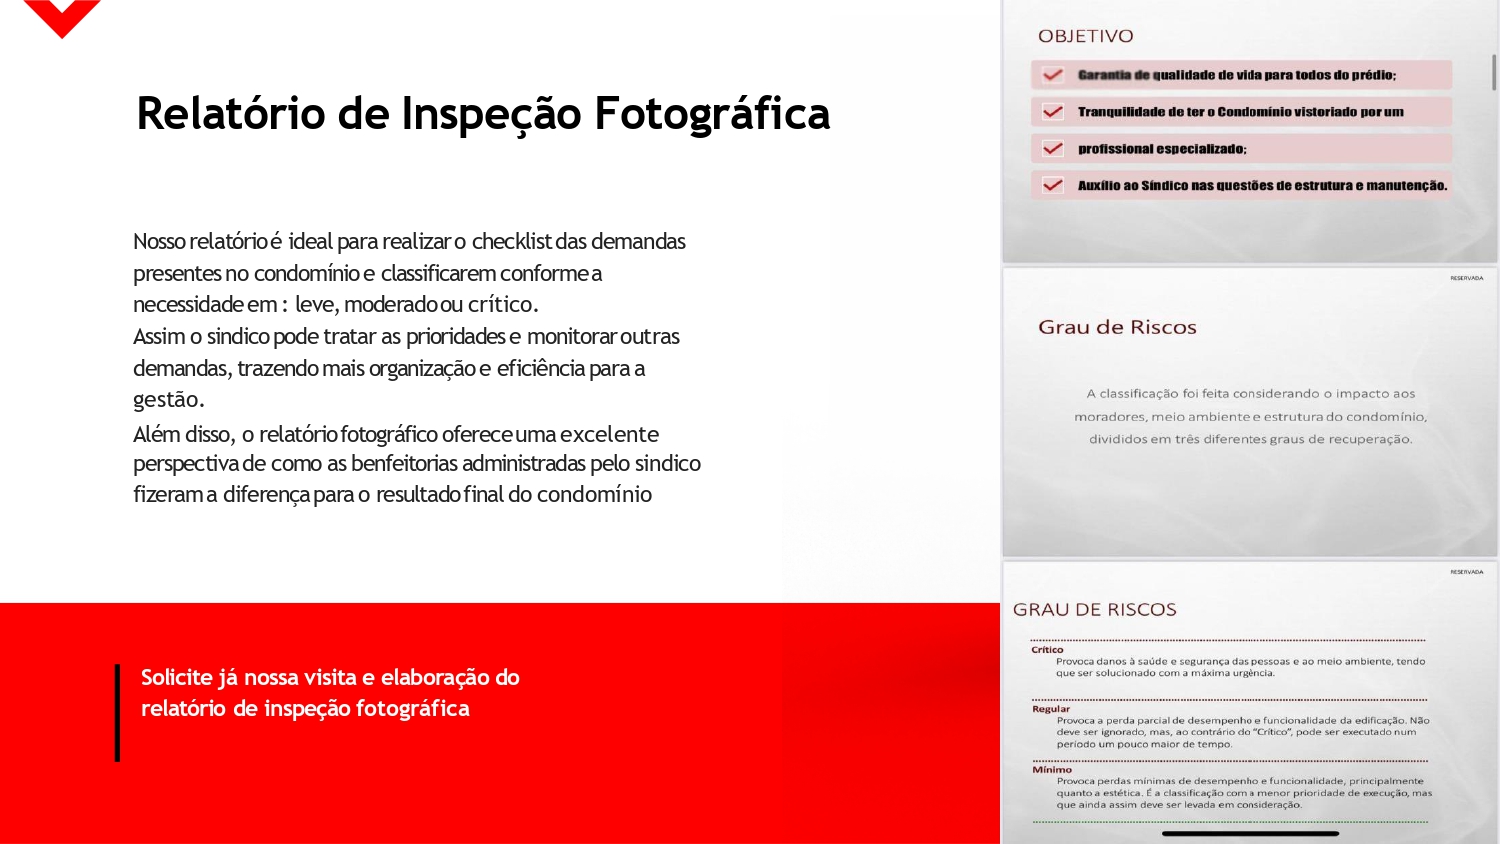 Relatório de Inspeção Fotográfica
Nosso relatório é ideal para realizar o checklist das demandas
presentes no condomínio e classificarem conforme a
necessidade em : leve, moderado ou crítico.
Assim o sindico pode tratar as prioridades e monitorar outras
demandas, trazendo mais organização e eficiência para a
gestão.
Além disso, o relatório fotográfico oferece uma excelente
perspectiva de como as benfeitorias administradas pelo sindico
fizeram a diferença para o resultado final do condomínio
Solicite já nossa visita e elaboração do
relatório de inspeção fotográfica
OBJETIVO
Garantia de qualidade de vida para todos do prédio;
Tranquilidade de ter o Condomínio vistoriado por um
profissional especializado;
Auxílio ao Síndico nas questões de estrutura e manutenção.
RESERVADA
Grau de Riscos
A classificação foi feita considerando o impacto aos
moradores, meio ambiente e estrutura do condomínio,
divididos em três diferentes graus de recuperação.
RESERVADA
GRAU DE RISCOS
Crítico
Provoca danos à saúde e segurança das pessoas e ao meio ambiente, tendo
que ser solucionado com a máxima urgência.
Regular
Provoca a perda parcial de desempenho e funcionalidade da edificação. Não
deve ser ignorado, mas, ao contrário do "Crítico", pode ser executado num
período um pouco maior de tempo.
Mínimo
Provoca perdas mínimas de desempenho e funcionalidade, principalmente
quanto a estética. É a classificação com a menor prioridade de execução, mas
que ainda assim deve ser levada em consideração.